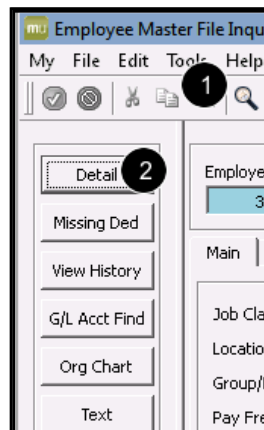 mu Employee Master File Inqu
My File Edit Tools Help
1
Detail 2
Missing Ded
View History
G/L Acct Find
Org Chart
Text
Employe
3
Main
Job Cla
Locatio
Group/
Pay Fre